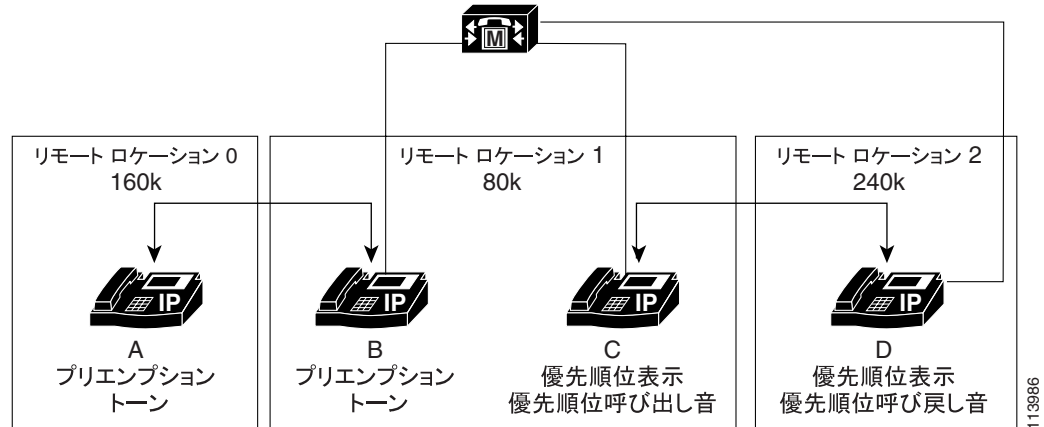 M
リモート ロケーション 0
160k
リモート ロケーション 1
80k
リモート ロケーション 2
240k
IP
IP
IP
IP
A
プリエンプション
トーン
B
プリエンプション
トーン
C
優先順位表示
優先順位呼び出し音
D
優先順位表示
優先順位呼び戻し音
113986